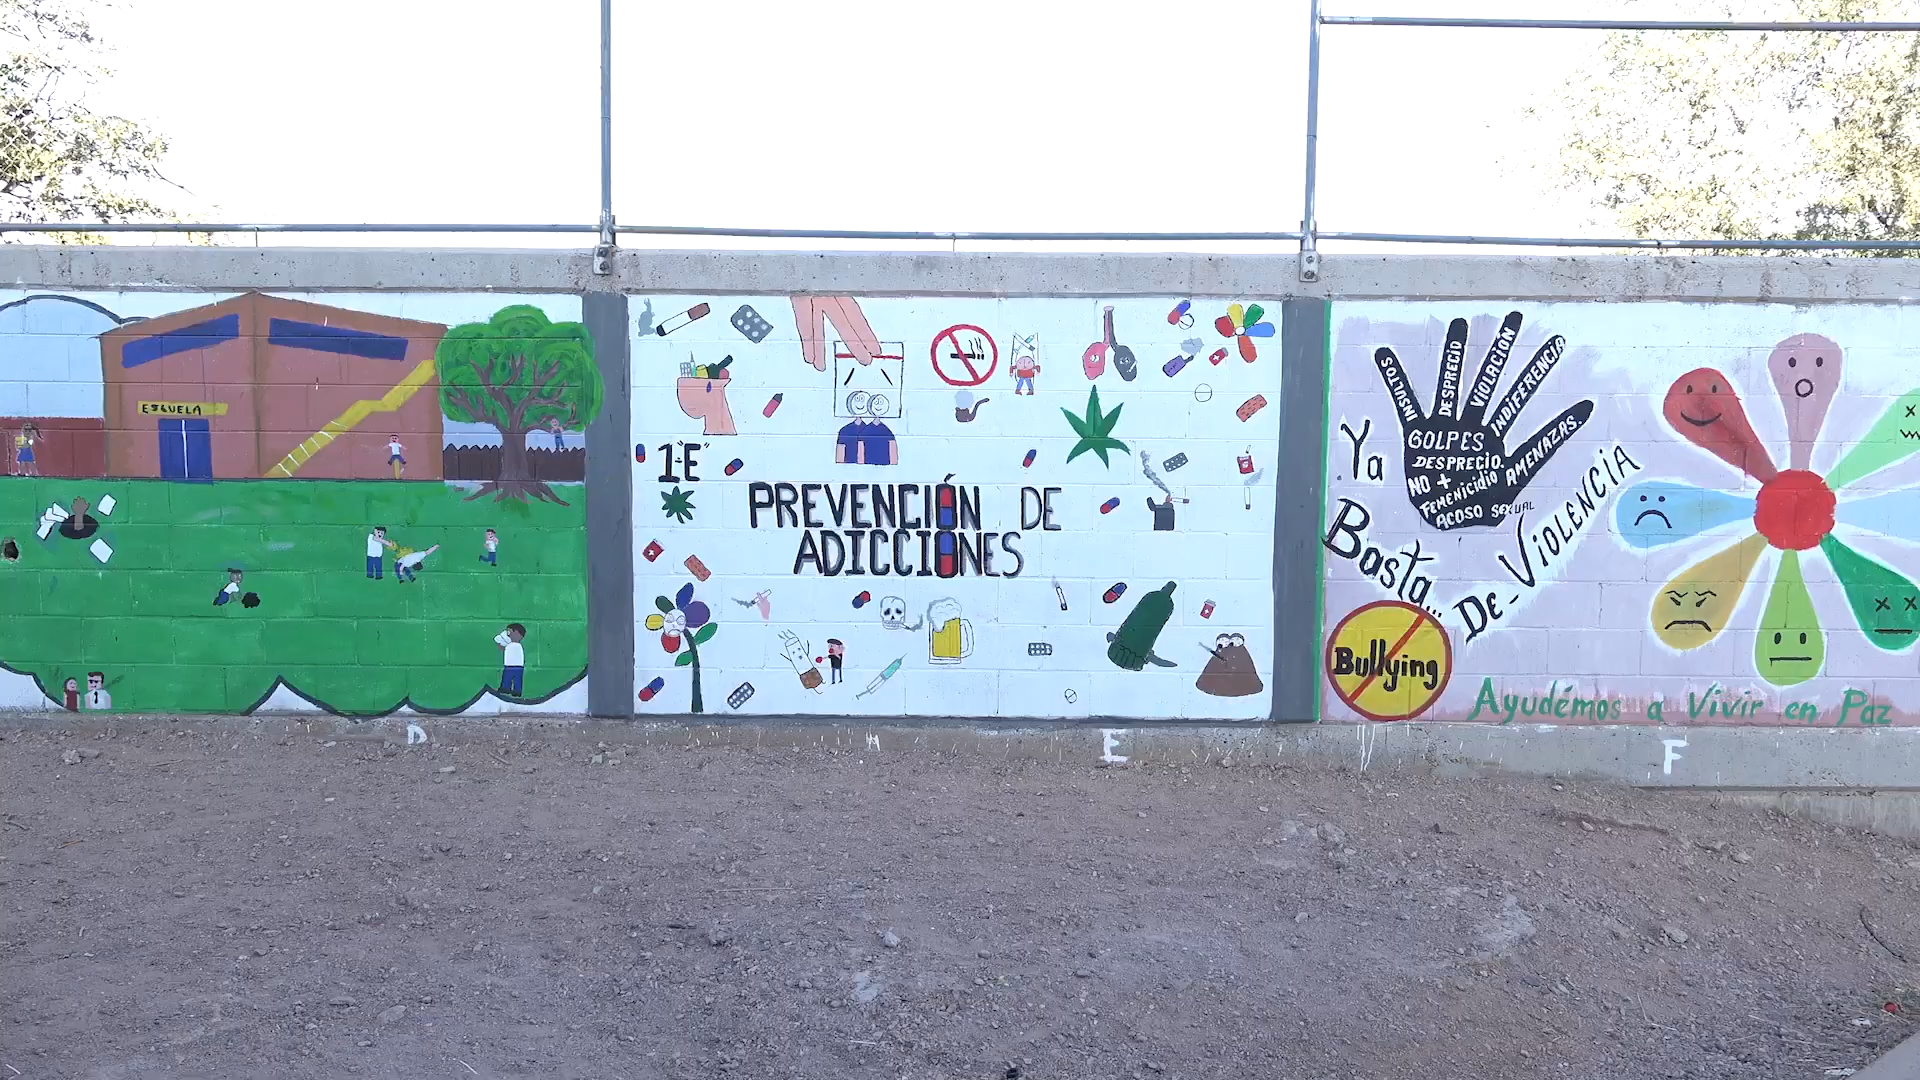 ESCUELA
1-"E"
PREVENCIÓN DE
ADICCIONES
INSULTOS
DESPRECIO
VIOLACIÓN
INDIFERENCIA
AMENAZAS.
GOLPES
DESPRECIO.
NO +
FEMENICIDIO
ACOSO SEXUAL
Ya
Basta...
De-VIOLENCIA
Bullying
Ayudémos a Vivir en Paz
D
M
E
F